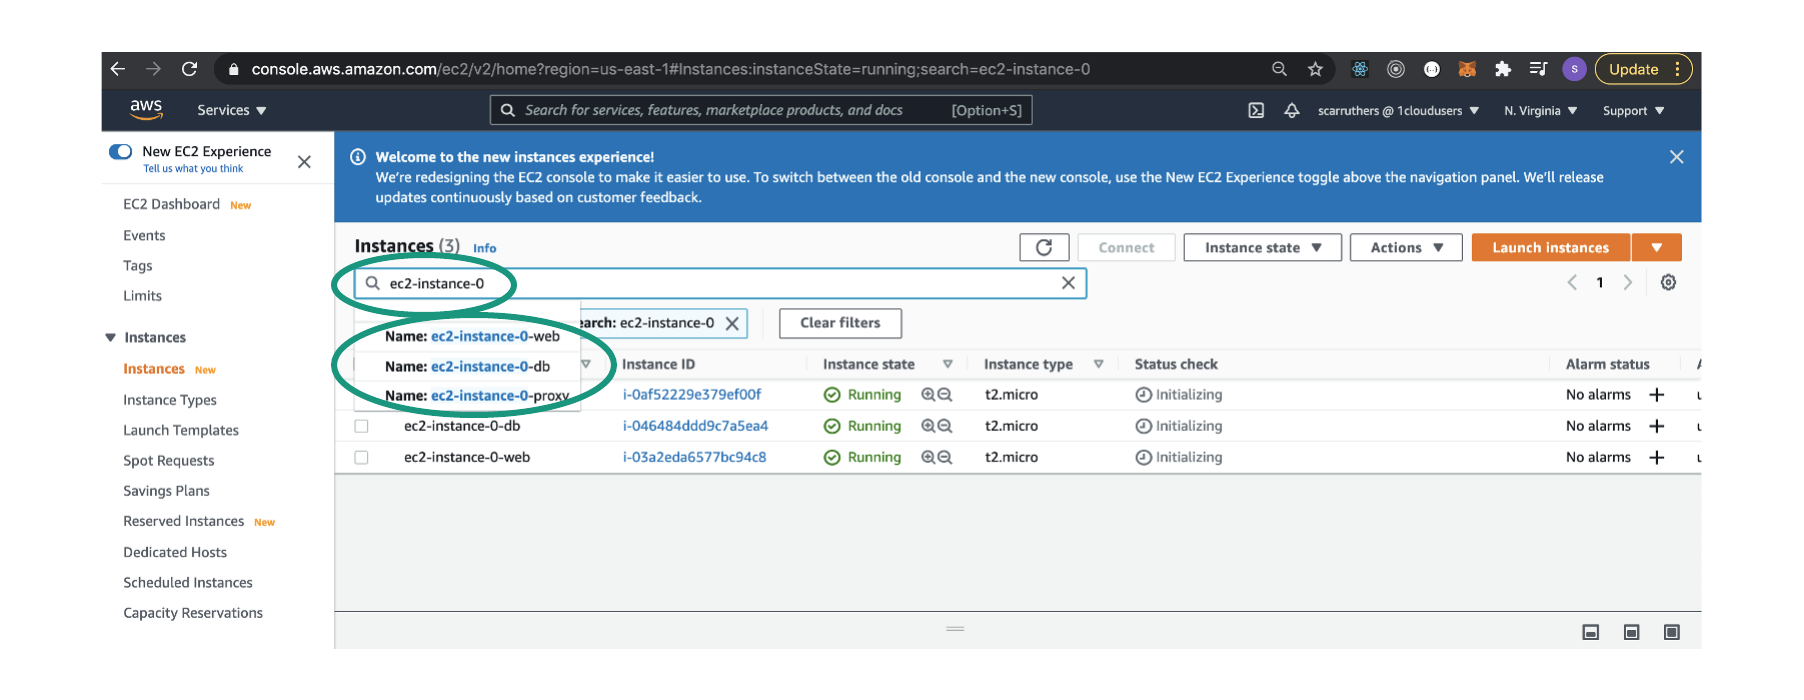 console.aws.amazon.com/ec2/v2/home?region=us-east-1#Instances:instanceState=running;search=ec2-instance-0
S
Update
aws
Services
Search for services, features, marketplace products, and docs
[Option+S]
scarruthers @ 1cloudusers
N. Virginia
Support
New EC2 Experience
Tell us what you think
Welcome to the new instances experience!
We're redesigning the EC2 console to make it easier to use. To switch between the old console and the new console, use the New EC2 Experience toggle above the navigation panel. We'll release
updates continuously based on customer feedback.
EC2 Dashboard New
Events
Tags
Limits
Instances
Instances New
Instance Types
Launch Templates
Spot Requests
Savings Plans
Reserved Instances New
Dedicated Hosts
Scheduled Instances
Capacity Reservations
Instances (3) Info
Connect
Instance state
Actions
Launch instances
ec2-instance-0
1
earch: ec2-instance-0
Clear filters
Name: ec2-instance-0-web
Name: ec2-instance-0-db
Name: ec2-instance-0-proxy
Instance ID Instance state Instance type Status check Alarm status
i-0af52229e379ef00f Running t2.micro Initializing No alarms
ec2-instance-0-db i-046484ddd9c7a5ea4 Running t2.micro Initializing No alarms
ec2-instance-0-web i-03a2eda6577bc94c8 Running t2.micro Initializing No alarms